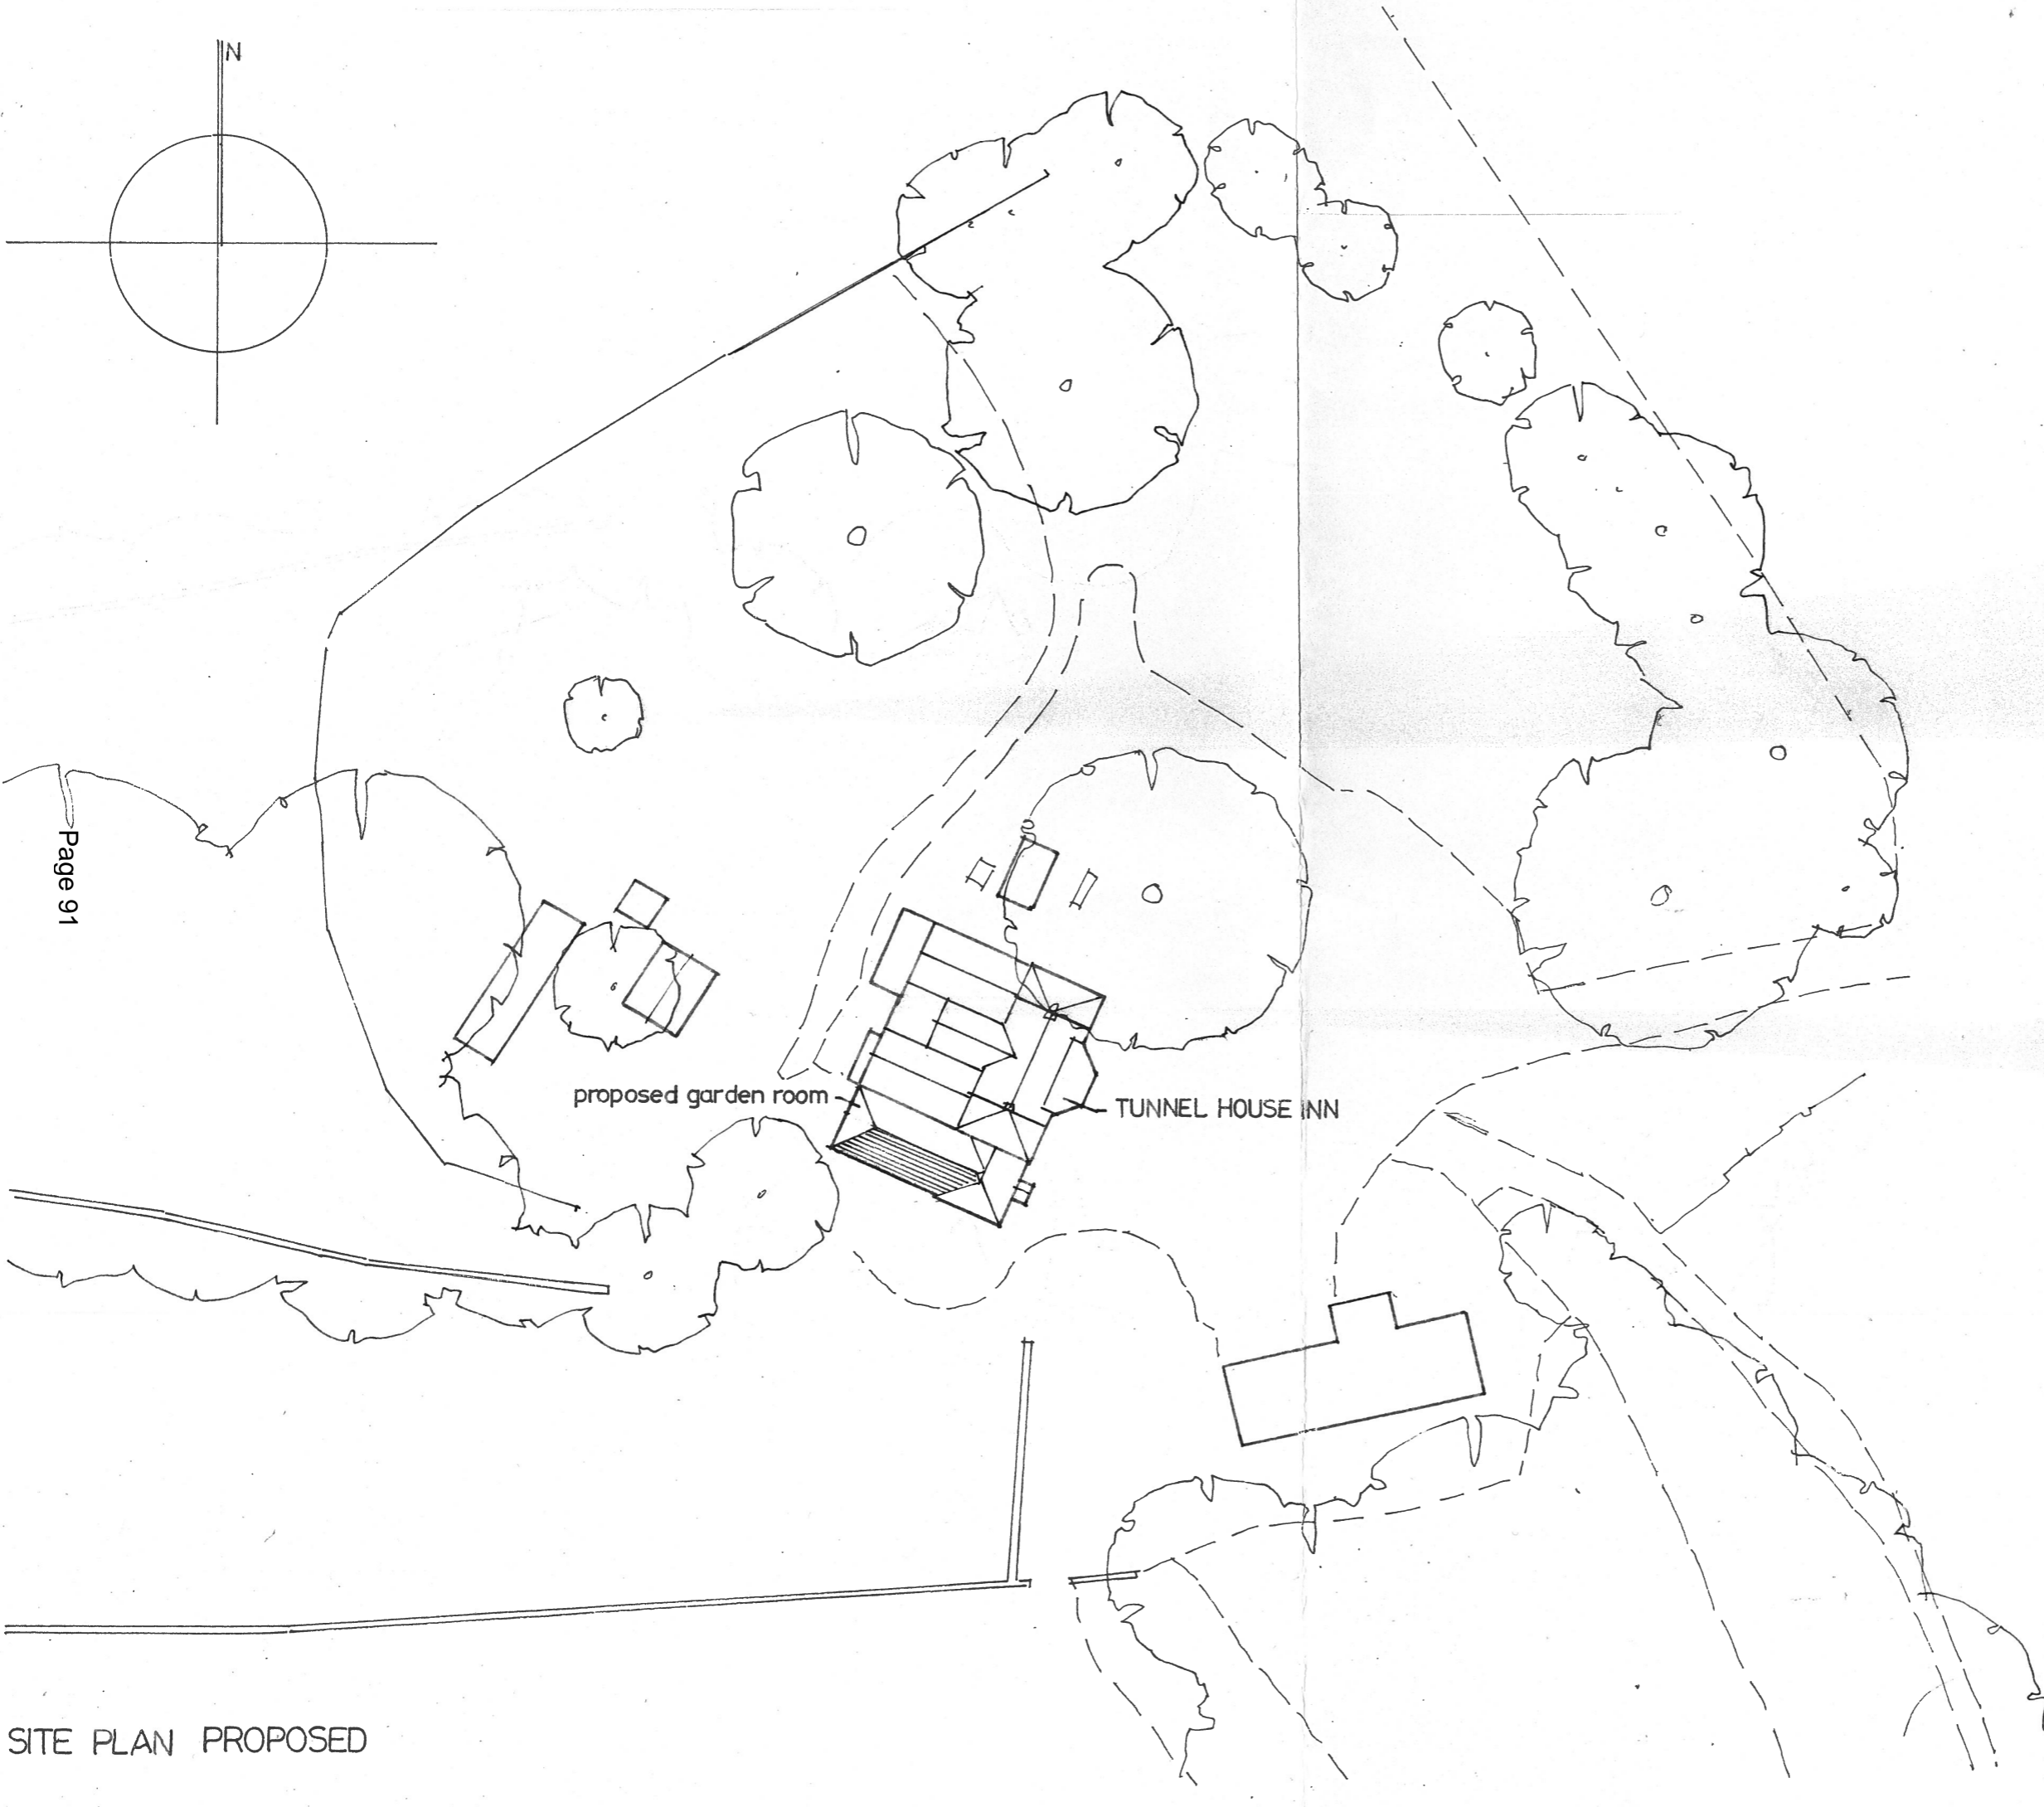 N
Page 91
proposed garden room
TUNNEL HOUSE INN
SITE PLAN PROPOSED